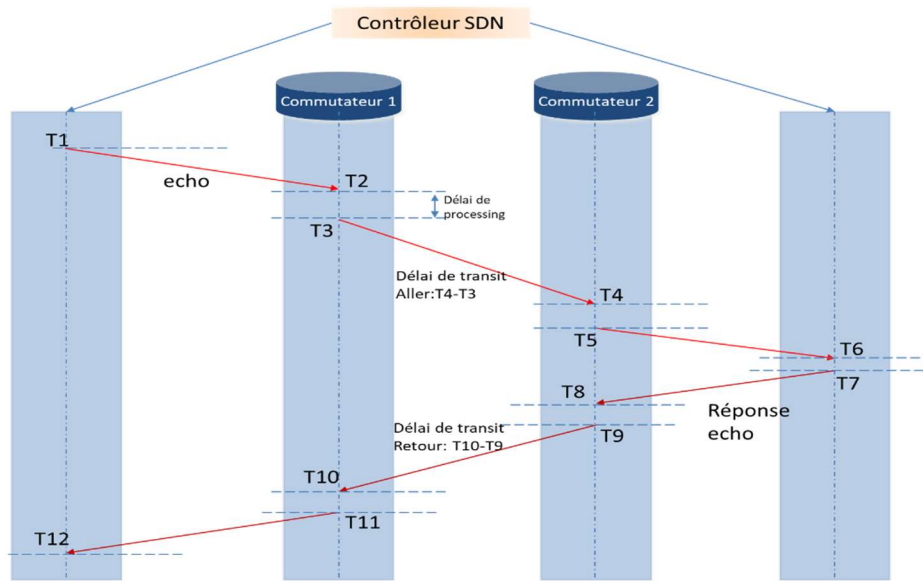 Contrôleur SDN
Commutateur 1
Commutateur 2
T1
echo
T2
Délai de
processing
T3
Délai de transit
Aller:T4-T3
T4
T5
T6
T7
T8
Réponse
echo
Délai de transit
Retour: T10-T9
T9
T10
T11
T12